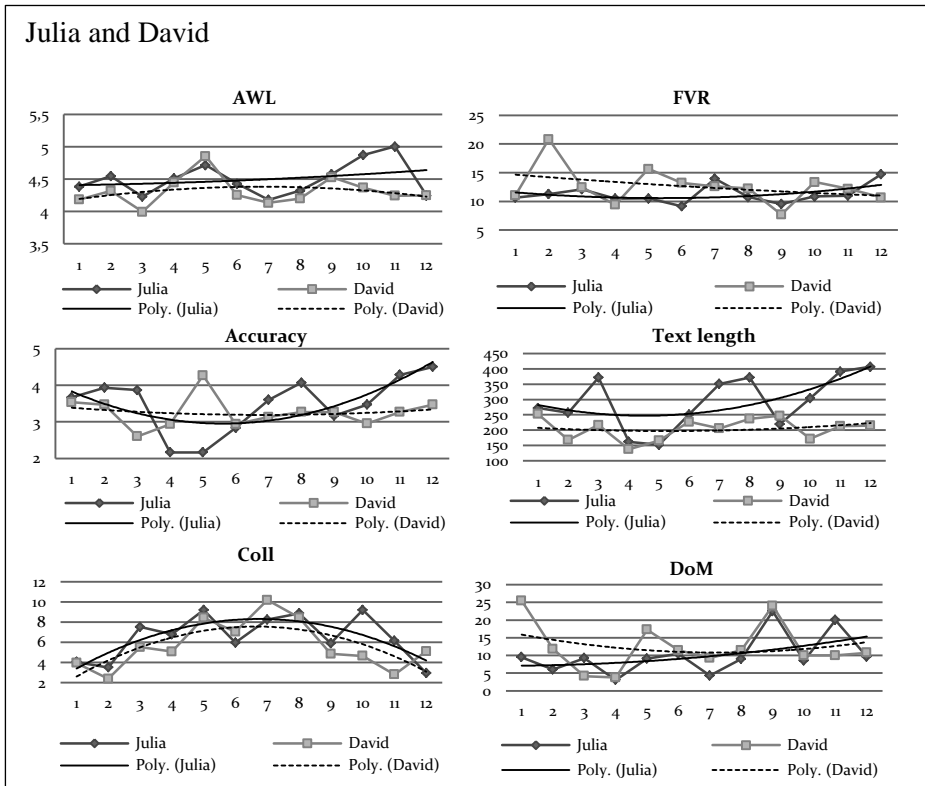 Julia and David
AWL
5,5
5
4,5
4
3,5
1 2 3 4 5 6 7 8 9 10 11 12
Julia David
Poly. (Julia) Poly. (David)
FVR
25
20
15
10
5
1 2 3 4 5 6 7 8 9 10 11 12
Julia David
Poly. (Julia) Poly. (David)
Accuracy
5
4
3
2
1 2 3 4 5 6 7 8 9 10 11 12
Julia David
Poly. (Julia) Poly. (David)
Text length
450
400
350
300
250
200
150
100
1 2 3 4 5 6 7 8 9 10 11 12
Julia David
Poly. (Julia) Poly. (David)
Coll
12
10
8
6
4
2
1 2 3 4 5 6 7 8 9 10 11 12
Julia David
Poly. (Julia) Poly. (David)
DoM
30
25
20
15
10
5
0
1 2 3 4 5 6 7 8 9 10 11 12
Julia David
Poly. (Julia) Poly. (David)